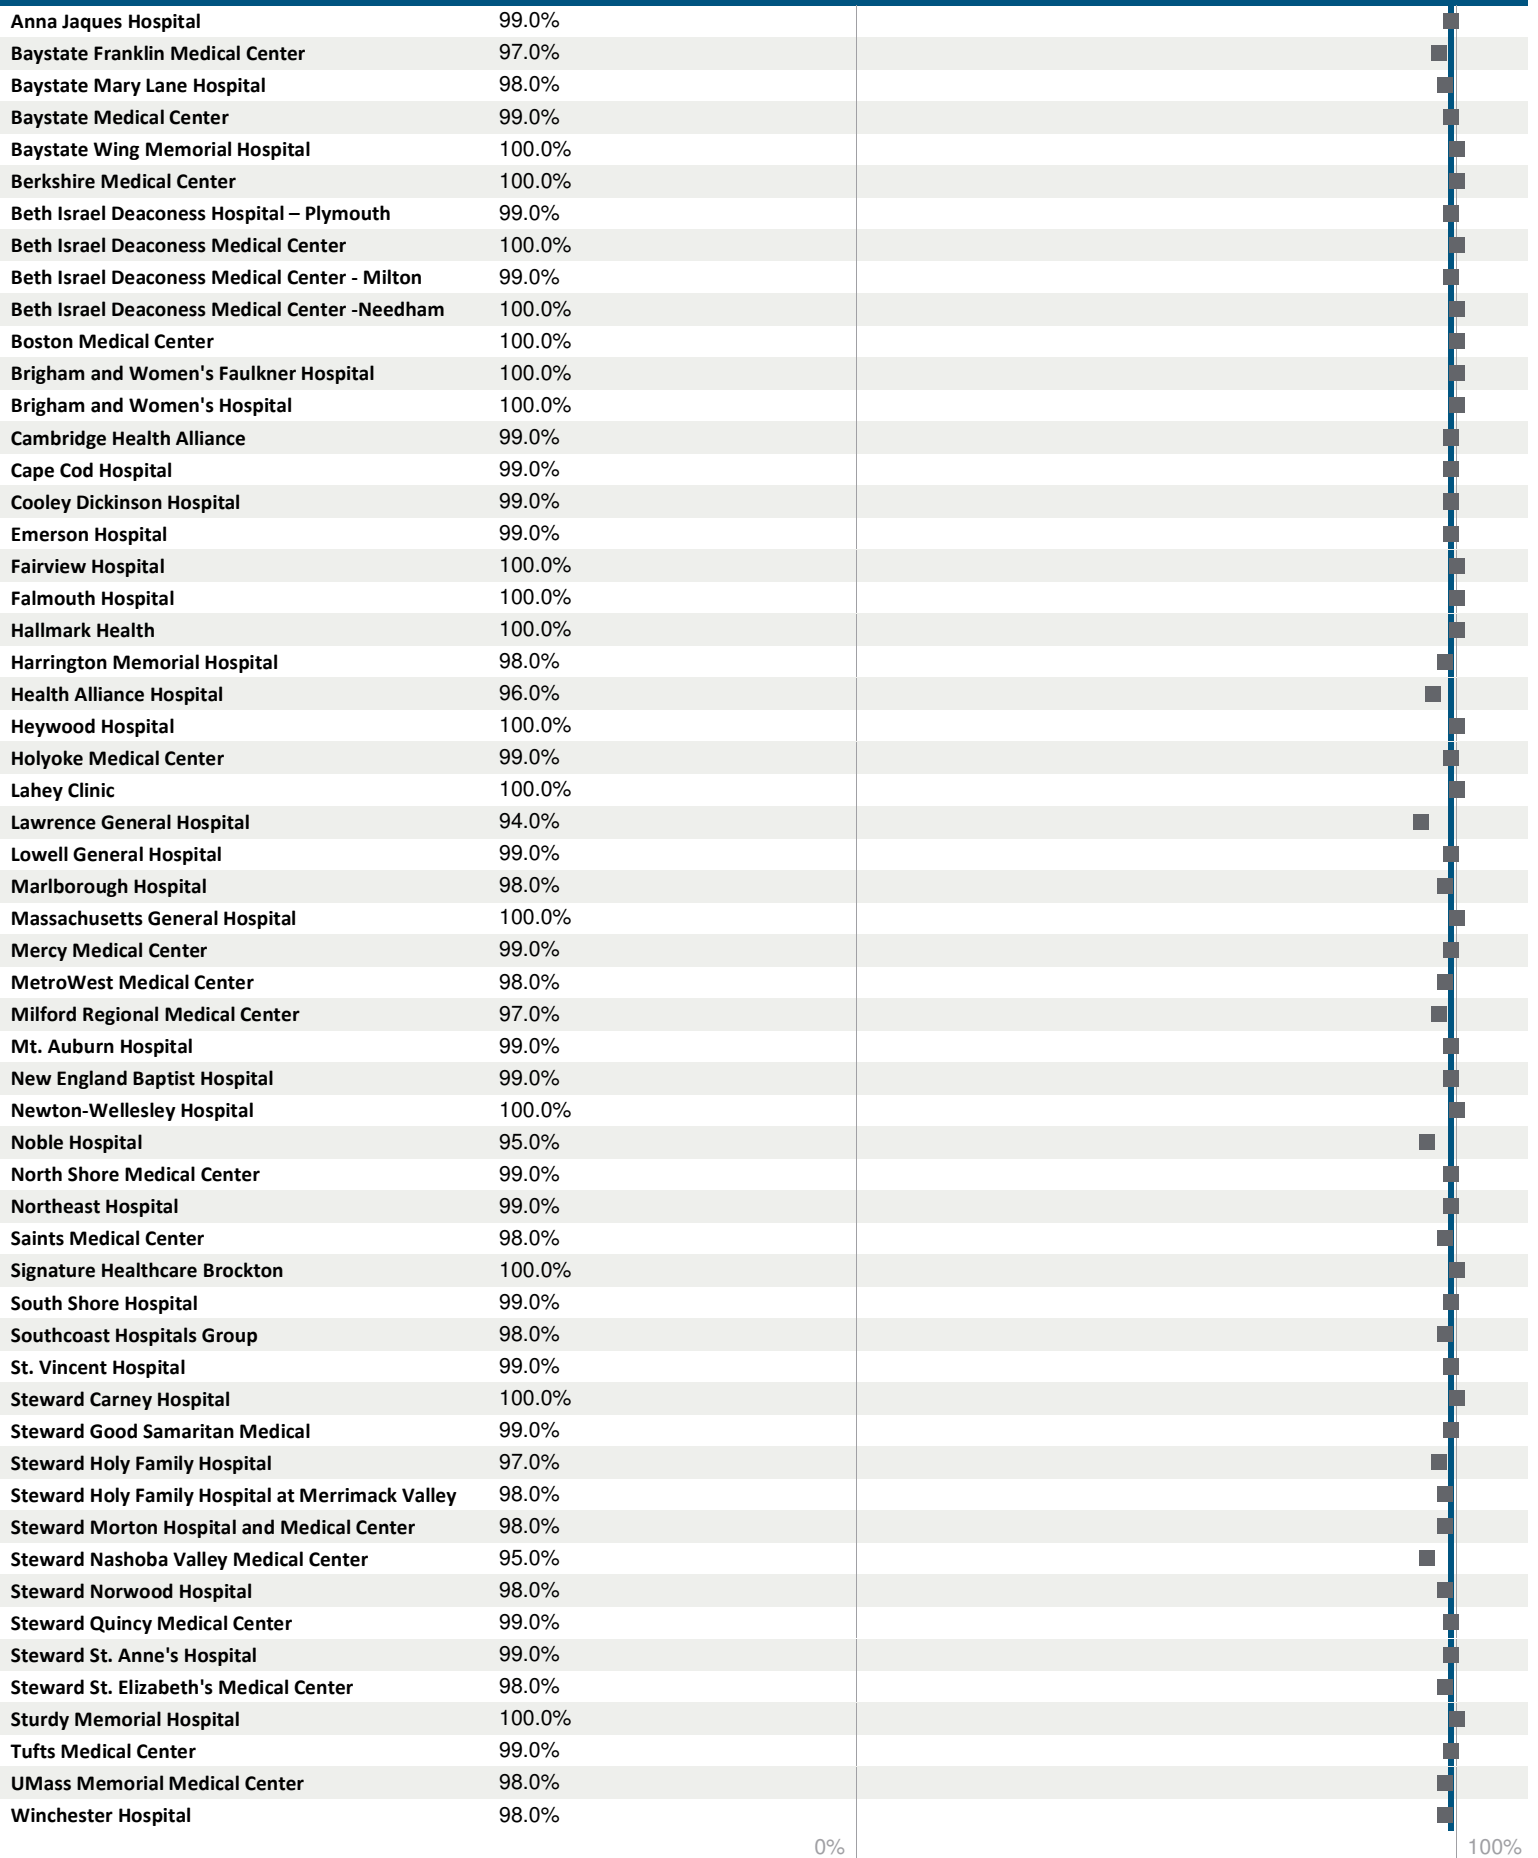 Anna Jaques Hospital 99.0%
Baystate Franklin Medical Center 97.0%
Baystate Mary Lane Hospital 98.0%
Baystate Medical Center 99.0%
Baystate Wing Memorial Hospital 100.0%
Berkshire Medical Center 100.0%
Beth Israel Deaconess Hospital – Plymouth 99.0%
Beth Israel Deaconess Medical Center 100.0%
Beth Israel Deaconess Medical Center - Milton 99.0%
Beth Israel Deaconess Medical Center -Needham 100.0%
Boston Medical Center 100.0%
Brigham and Women's Faulkner Hospital 100.0%
Brigham and Women's Hospital 100.0%
Cambridge Health Alliance 99.0%
Cape Cod Hospital 99.0%
Cooley Dickinson Hospital 99.0%
Emerson Hospital 99.0%
Fairview Hospital 100.0%
Falmouth Hospital 100.0%
Hallmark Health 100.0%
Harrington Memorial Hospital 98.0%
Health Alliance Hospital 96.0%
Heywood Hospital 100.0%
Holyoke Medical Center 99.0%
Lahey Clinic 100.0%
Lawrence General Hospital 94.0%
Lowell General Hospital 99.0%
Marlborough Hospital 98.0%
Massachusetts General Hospital 100.0%
Mercy Medical Center 99.0%
MetroWest Medical Center 98.0%
Milford Regional Medical Center 97.0%
Mt. Auburn Hospital 99.0%
New England Baptist Hospital 99.0%
Newton-Wellesley Hospital 100.0%
Noble Hospital 95.0%
North Shore Medical Center 99.0%
Northeast Hospital 99.0%
Saints Medical Center 98.0%
Signature Healthcare Brockton 100.0%
South Shore Hospital 99.0%
Southcoast Hospitals Group 98.0%
St. Vincent Hospital 99.0%
Steward Carney Hospital 100.0%
Steward Good Samaritan Medical 99.0%
Steward Holy Family Hospital 97.0%
Steward Holy Family Hospital at Merrimack Valley 98.0%
Steward Morton Hospital and Medical Center 98.0%
Steward Nashoba Valley Medical Center 95.0%
Steward Norwood Hospital 98.0%
Steward Quincy Medical Center 99.0%
Steward St. Anne's Hospital 99.0%
Steward St. Elizabeth's Medical Center 98.0%
Sturdy Memorial Hospital 100.0%
Tufts Medical Center 99.0%
UMass Memorial Medical Center 98.0%
Winchester Hospital 98.0%
0% 100%